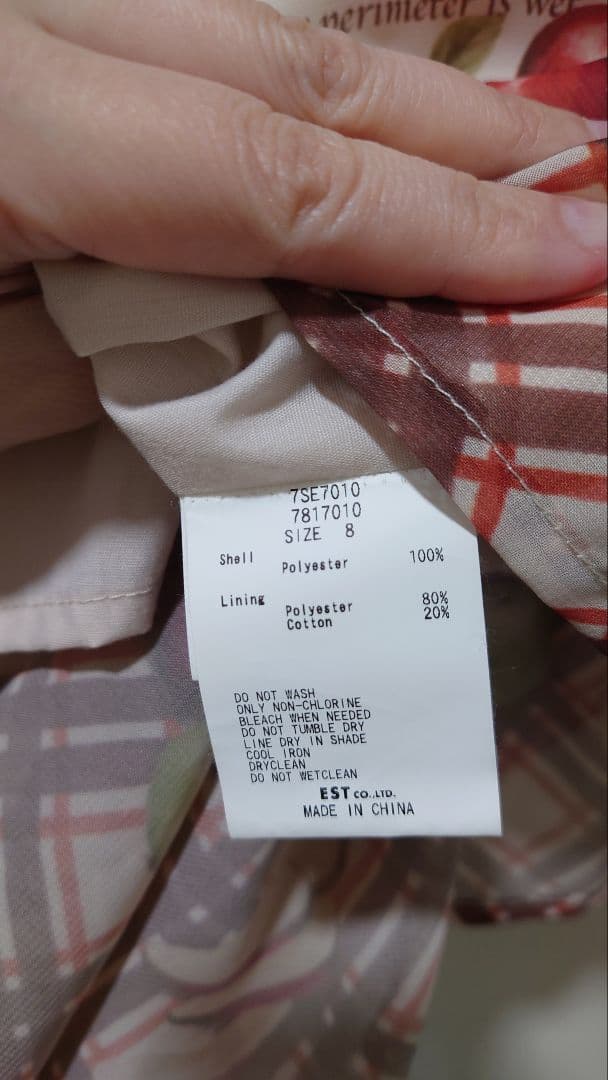 perimeter is wet
7SE7010
7817010
SIZE 8
Shell Polyester 100%
Lining Polyester 80%
Cotton 20%
DO NOT WASH
ONLY NON-CHLORINE
BLEACH WHEN NEEDED
DO NOT TUMBLE DRY
LINE DRY IN SHADE
COOL IRON
DRYCLEAN
DO NOT WETCLEAN
EST CO.,LTD.
MADE IN CHINA